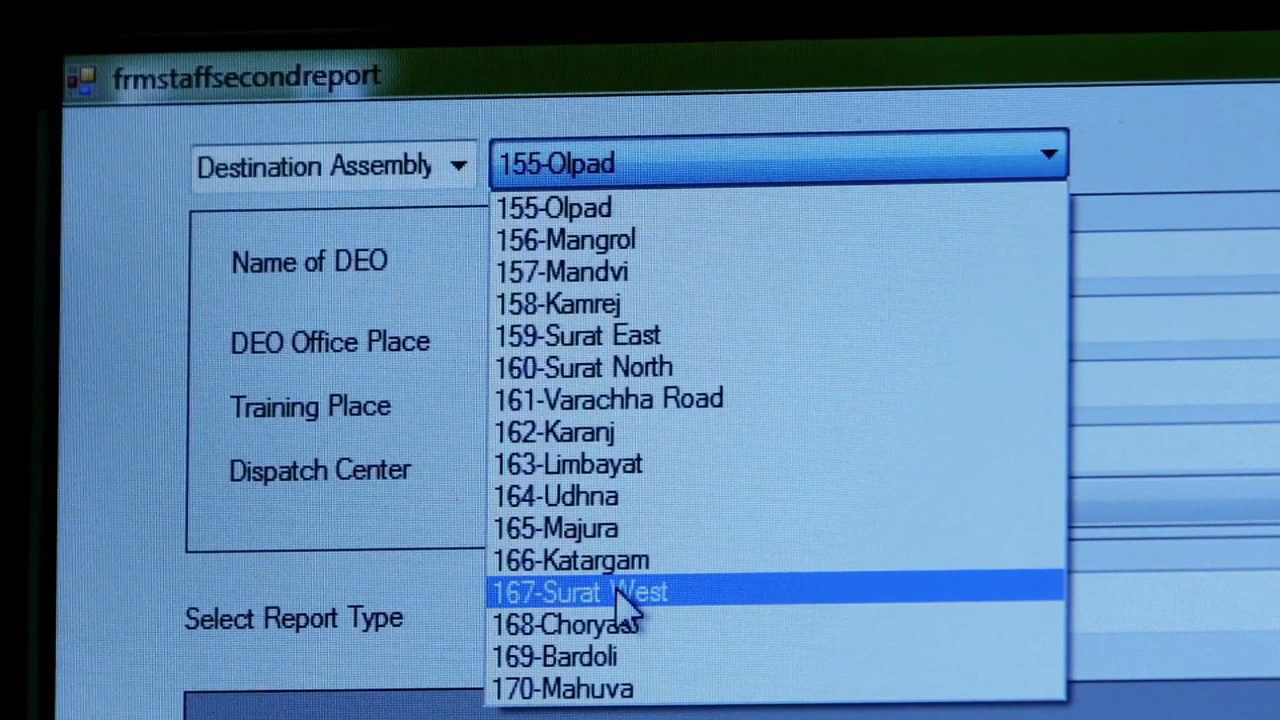 frmstaffsecondreport
Destination Assembly
155-Olpad
155-Olpad
156-Mangrol
157-Mandvi
158-Kamrej
159-Surat East
160-Surat North
161-Varachha Road
162-Karanj
163-Limbayat
164-Udhna
165-Majura
166-Katargam
167-Surat West
168-Choryasi
169-Bardoli
170-Mahuva
Name of DEO
DEO Office Place
Training Place
Dispatch Center
Select Report Type